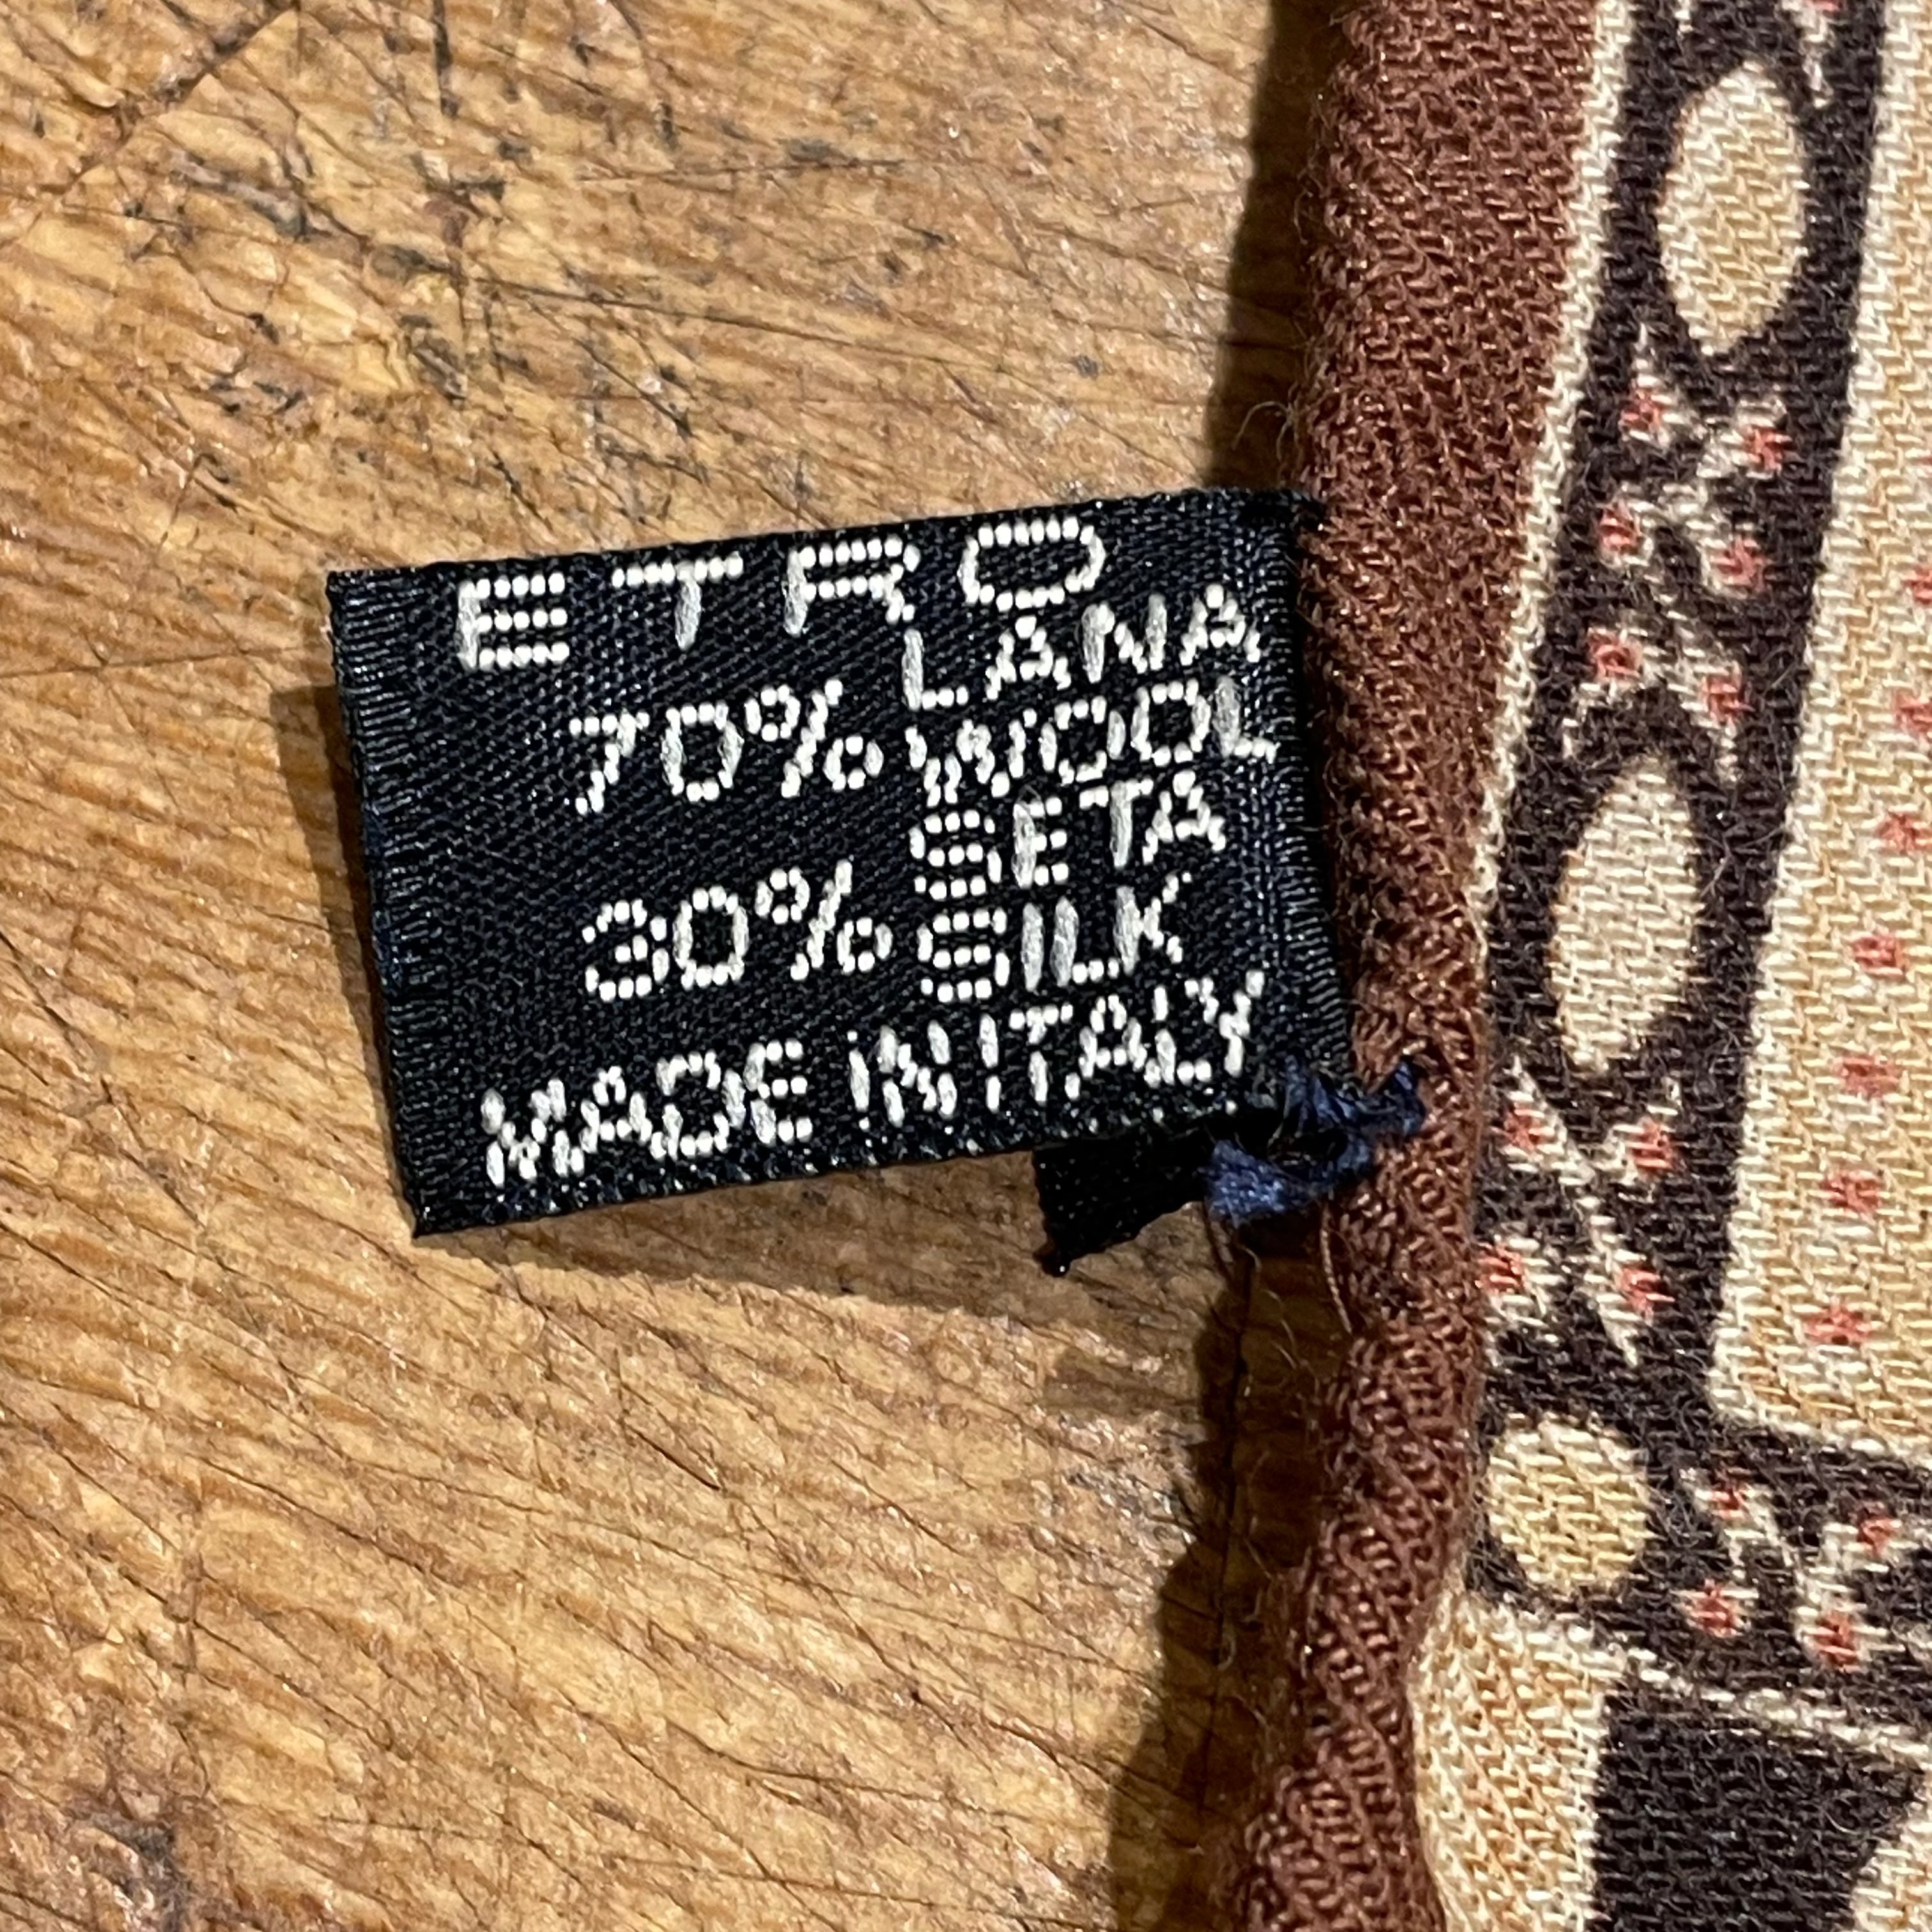 ETRO
LANA
70% WOOL
SETA
30% SILK
MADE IN ITALY